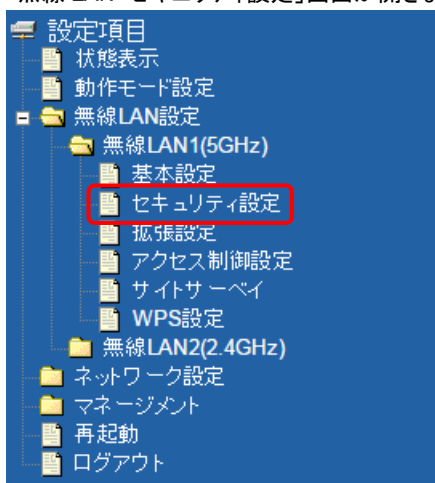 設定項目
状態表示
動作モード設定
無線LAN設定
無線LAN1(5GHz)
基本設定
セキュリティ設定
拡張設定
アクセス制御設定
サイトサーベイ
WPS設定
無線LAN2(2.4GHz)
ネットワーク設定
マネージメント
再起動
ログアウト